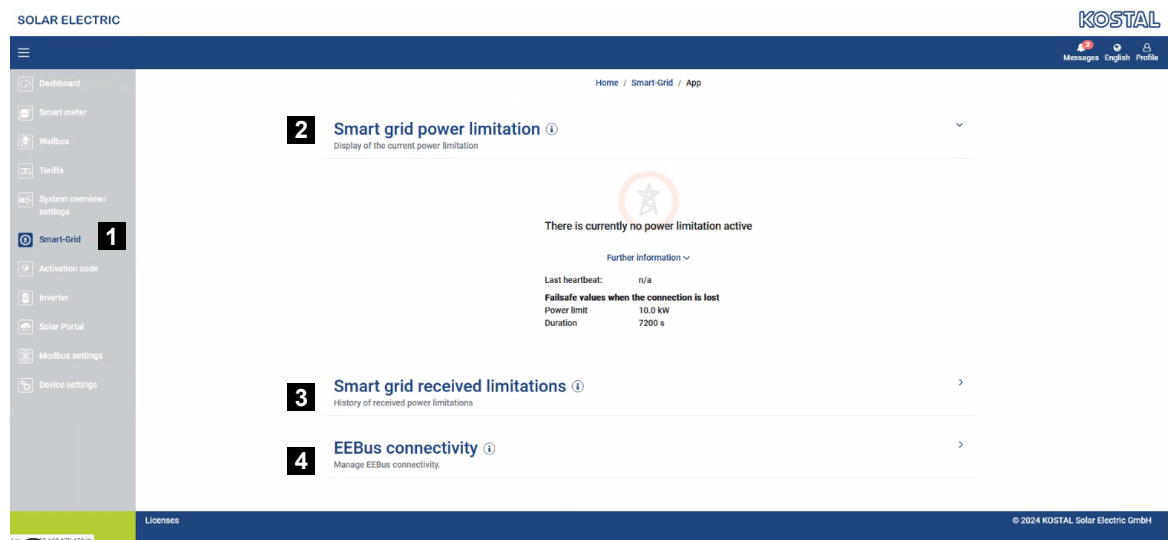 SOLAR ELECTRIC
KOSTAL
2
Messages English Profile
Dashboard
Home / Smart-Grid / App
Smart meter
2
Smart grid power limitation
Display of the current power limitation
Wallbox
Tariffs
System overview/
settings
There is currently no power limitation active
1
Smart-Grid
Further information
Activation code
Last heartbeat: n/a
Inverter
Failsafe values when the connection is lost
Power limit 10.0 kW
Duration 7200 s
Solar Portal
Modbus settings
Device settings
3
Smart grid received limitations
History of received power limitations
4
EEBus connectivity
Manage EEBus connectivity.
Licenses
© 2024 KOSTAL Solar Electric GmbH